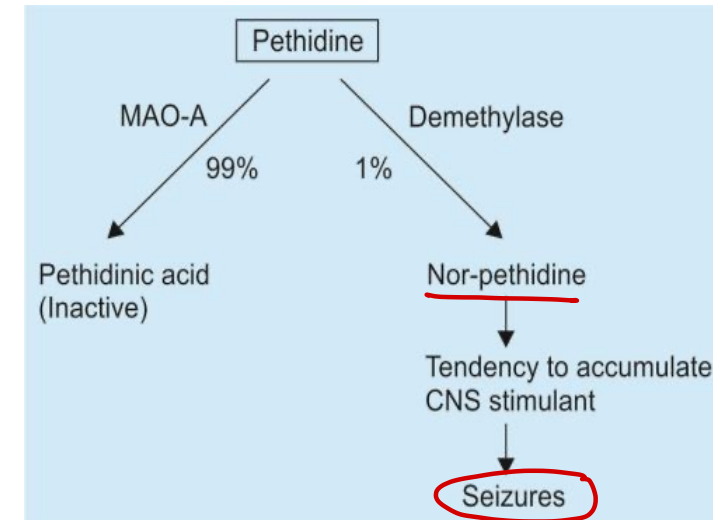 Pethidine
MAO-A
Demethylase
99%
1%
Pethidinic acid
(Inactive)
Nor-pethidine
Tendency to accumulate
CNS stimulant
Seizures